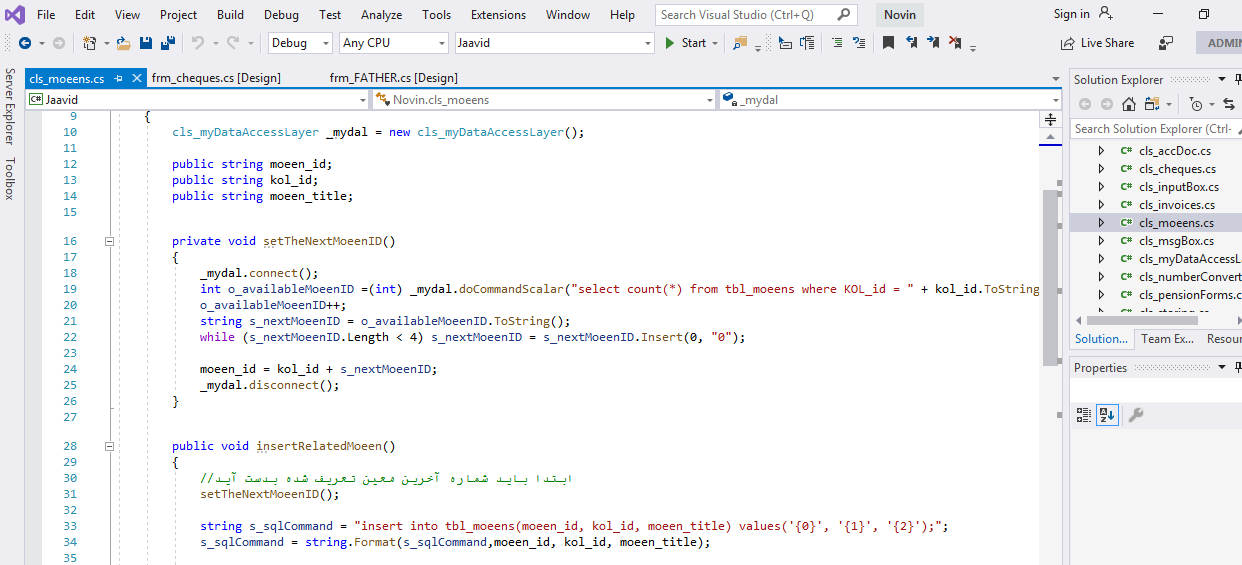 File Edit View Project Build Debug Test Analyze Tools Extensions Window Help Search Visual Studio (Ctrl+Q) Novin Sign in
Debug Any CPU Jaavid Start Live Share ADMIN
Server Explorer
Toolbox
cls_moeens.cs frm_cheques.cs [Design] frm_FATHER.cs [Design]
C# Jaavid Novin.cls_moeens _mydal
9 {
10 cls_myDataAccessLayer _mydal = new cls_myDataAccessLayer();
11
12 public string moeen_id;
13 public string kol_id;
14 public string moeen_title;
15
16 private void setTheNextMoeenID()
17 {
18 _mydal.connect();
19 int o_availableMoeenID =(int) _mydal.doCommandScalar("select count(*) from tbl_moeens where KOL_id = " + kol_id.ToString
20 o_availableMoeenID++;
21 string s_nextMoeenID = o_availableMoeenID.ToString();
22 while (s_nextMoeenID.Length < 4) s_nextMoeenID = s_nextMoeenID.Insert(0, "0");
23
24 moeen_id = kol_id + s_nextMoeenID;
25 _mydal.disconnect();
26 }
27
28 public void insertRelatedMoeen()
29 {
30 //ابتدا باید شماره آخرین معین تعریف شده بدست آید
31 setTheNextMoeenID();
32
33 string s_sqlCommand = "insert into tbl_moeens(moeen_id, kol_id, moeen_title) values('{0}', '{1}', '{2}');";
34 s_sqlCommand = string.Format(s_sqlCommand,moeen_id, kol_id, moeen_title);
35
Solution Explorer
Search Solution Explorer (Ctrl-
C# cls_accDoc.cs
C# cls_cheques.cs
C# cls_inputBox.cs
C# cls_invoices.cs
C# cls_moeens.cs
C# cls_msgBox.cs
C# cls_myDataAccessL
C# cls_numberConvert
C# cls_pensionForms.c
Solution... Team Ex... Resour
Properties